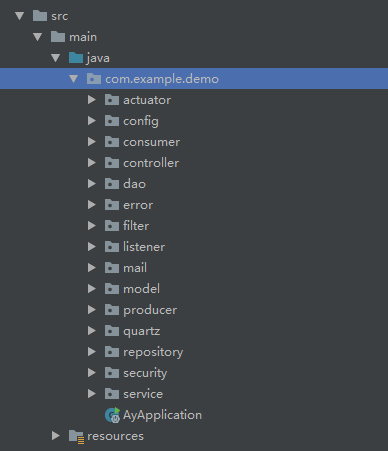 src
main
java
com.example.demo
actuator
config
consumer
controller
dao
error
filter
listener
mail
model
producer
quartz
repository
security
service
AyApplication
resources